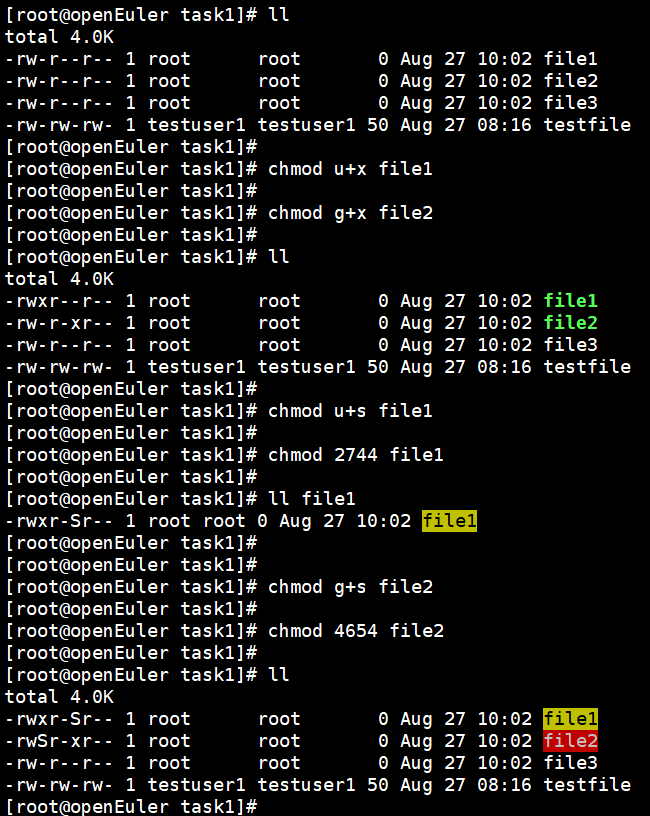 [root@openEuler task1]# ll
total 4.0K
-rw-r--r-- 1 root      root       0 Aug 27 10:02 file1
-rw-r--r-- 1 root      root       0 Aug 27 10:02 file2
-rw-r--r-- 1 root      root       0 Aug 27 10:02 file3
-rw-rw-rw- 1 testuser1 testuser1 50 Aug 27 08:16 testfile
[root@openEuler task1]#
[root@openEuler task1]# chmod u+x file1
[root@openEuler task1]#
[root@openEuler task1]# chmod g+x file2
[root@openEuler task1]#
[root@openEuler task1]# ll
total 4.0K
-rwxr--r-- 1 root      root       0 Aug 27 10:02 file1
-rw-r-xr-- 1 root      root       0 Aug 27 10:02 file2
-rw-r--r-- 1 root      root       0 Aug 27 10:02 file3
-rw-rw-rw- 1 testuser1 testuser1 50 Aug 27 08:16 testfile
[root@openEuler task1]#
[root@openEuler task1]# chmod u+s file1
[root@openEuler task1]#
[root@openEuler task1]# chmod 2744 file1
[root@openEuler task1]#
[root@openEuler task1]# ll file1
-rwxr-Sr-- 1 root root 0 Aug 27 10:02 file1
[root@openEuler task1]#
[root@openEuler task1]#
[root@openEuler task1]# chmod g+s file2
[root@openEuler task1]#
[root@openEuler task1]# chmod 4654 file2
[root@openEuler task1]#
[root@openEuler task1]# ll
total 4.0K
-rwxr-Sr-- 1 root      root       0 Aug 27 10:02 file1
-rwSr-xr-- 1 root      root       0 Aug 27 10:02 file2
-rw-r--r-- 1 root      root       0 Aug 27 10:02 file3
-rw-rw-rw- 1 testuser1 testuser1 50 Aug 27 08:16 testfile
[root@openEuler task1]#